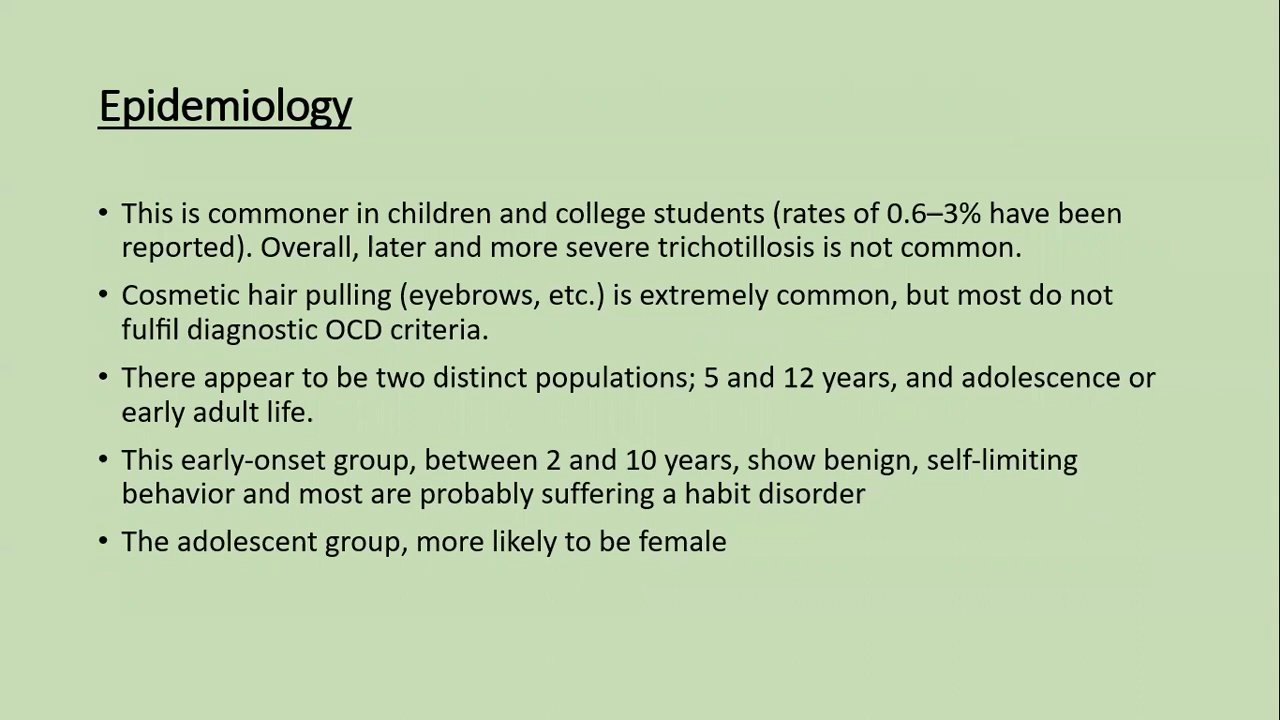 Epidemiology
• This is commoner in children and college students (rates of 0.6–3% have been
reported). Overall, later and more severe trichotillosis is not common.
• Cosmetic hair pulling (eyebrows, etc.) is extremely common, but most do not
fulfil diagnostic OCD criteria.
• There appear to be two distinct populations; 5 and 12 years, and adolescence or
early adult life.
• This early-onset group, between 2 and 10 years, show benign, self-limiting
behavior and most are probably suffering a habit disorder
• The adolescent group, more likely to be female